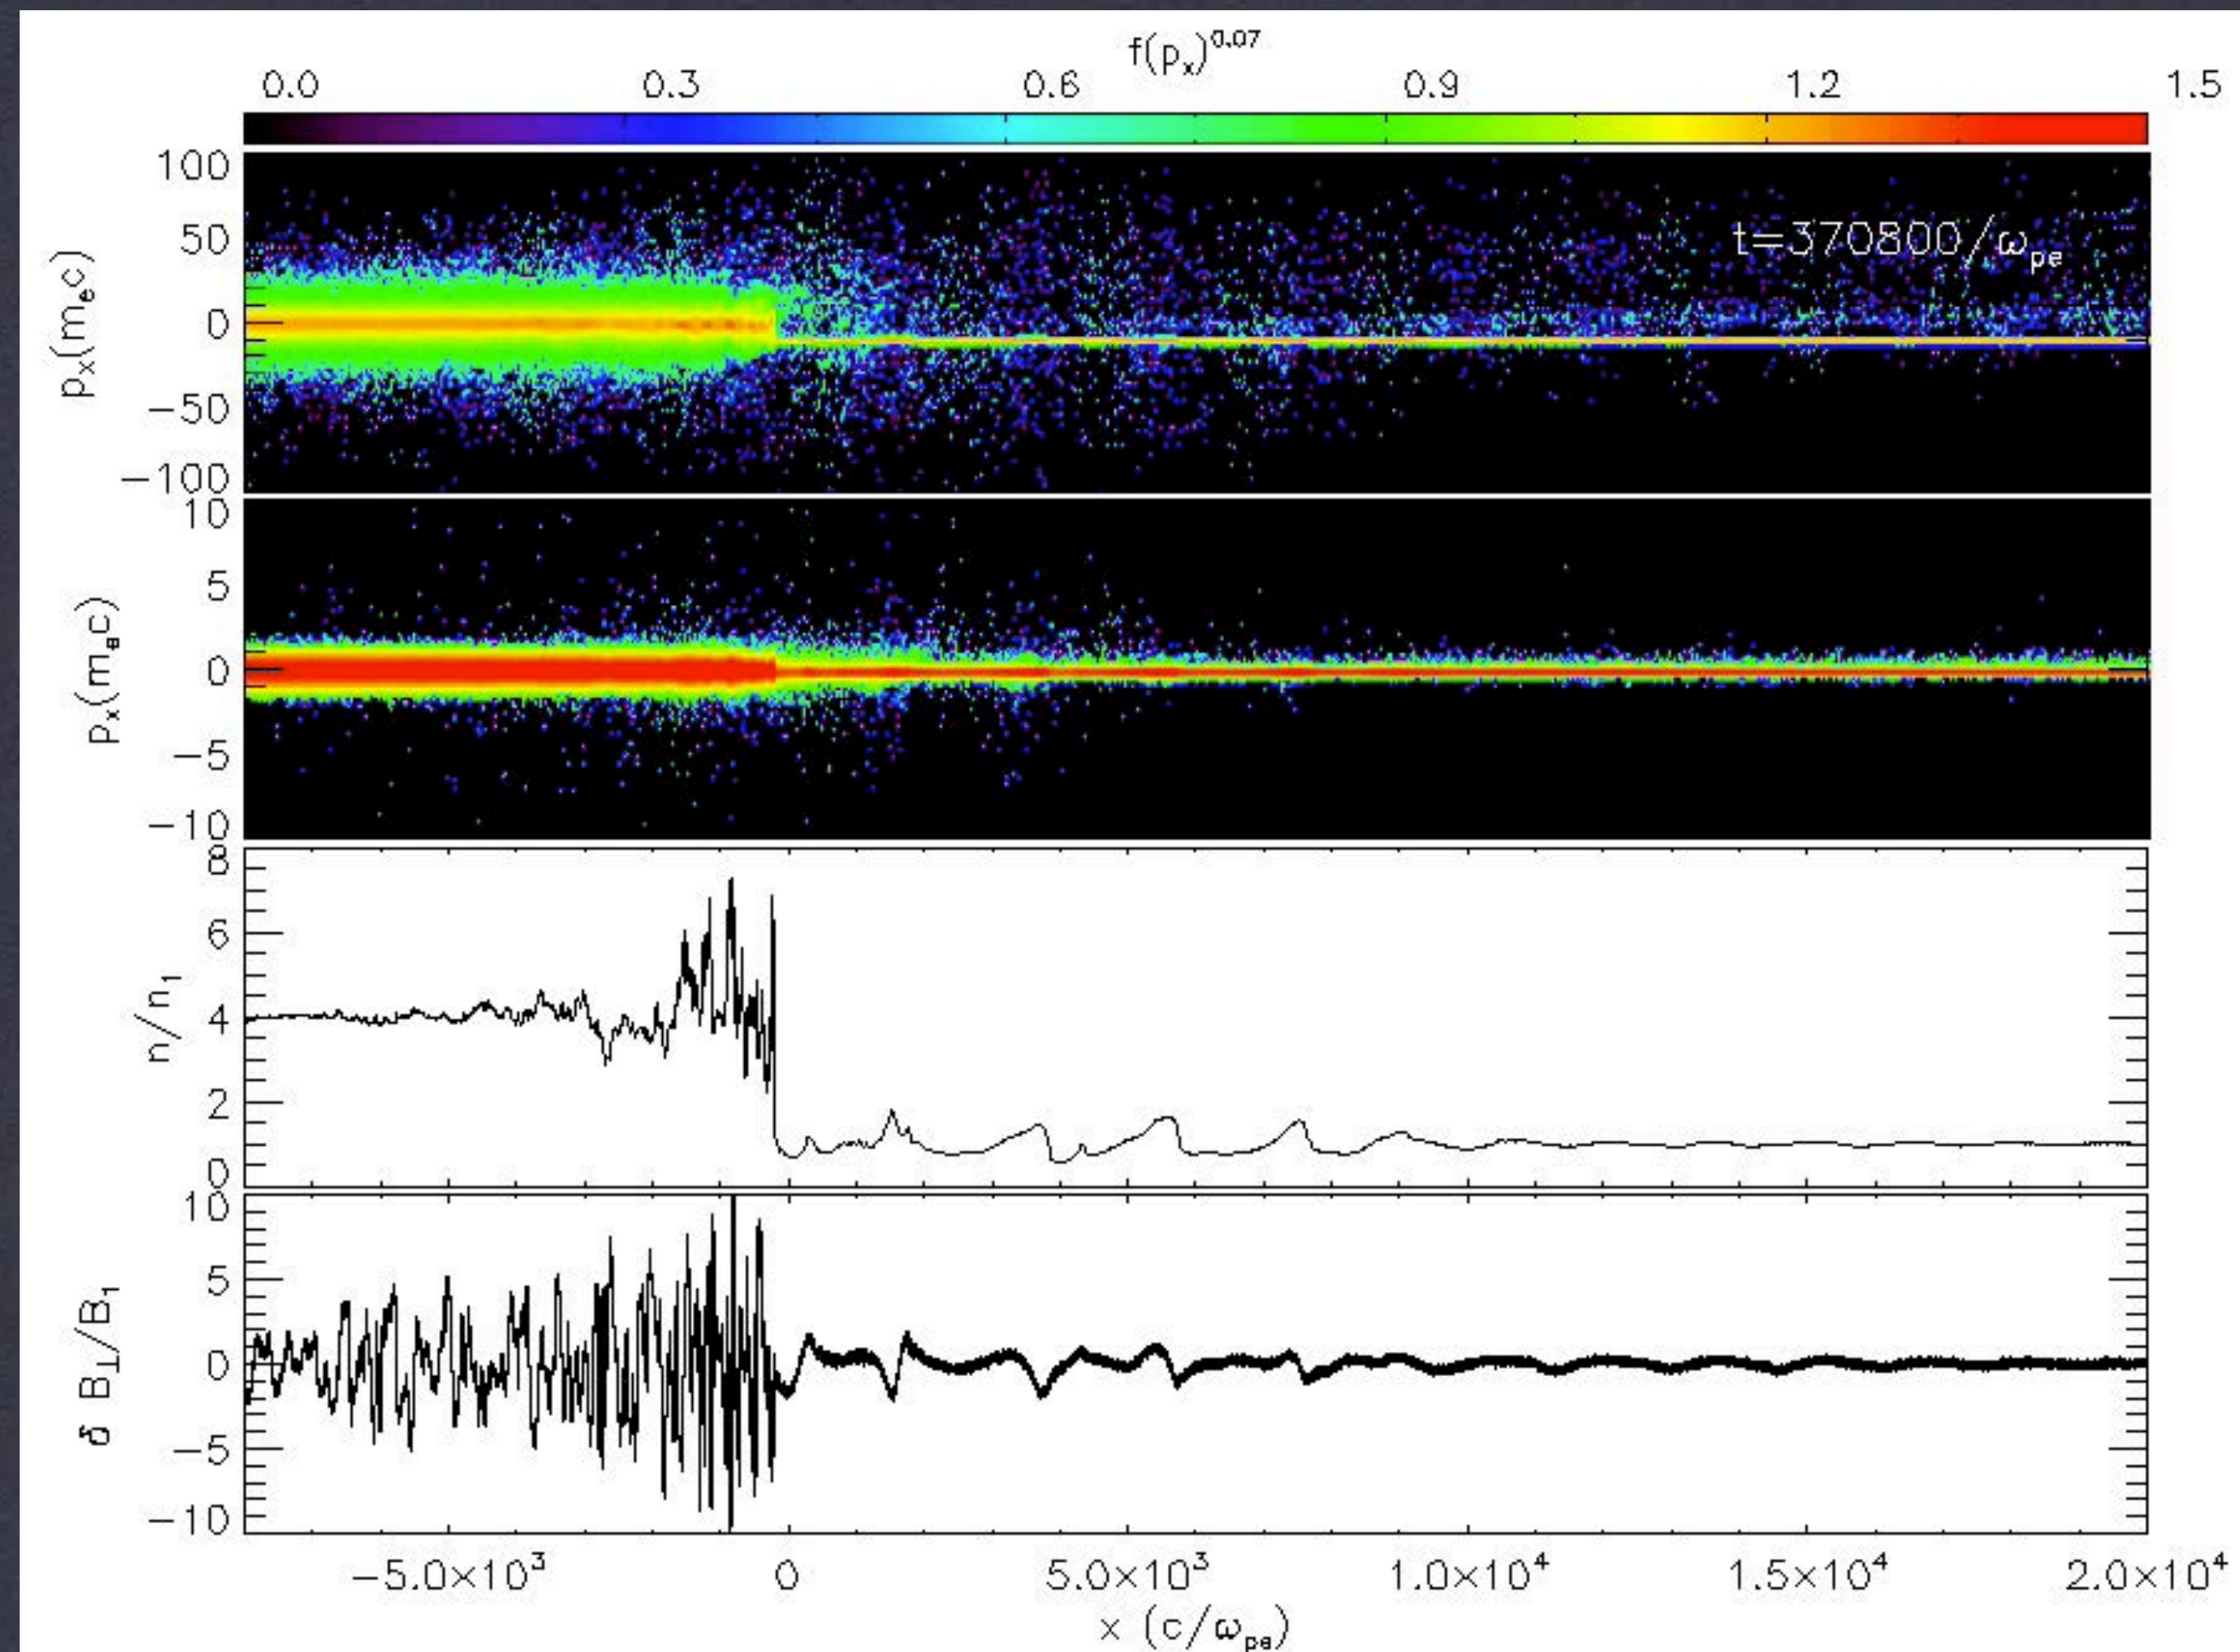 f(pₓ)^0.07
0.0 0.3 0.6 0.9 1.2 1.5
100
50
0
−50
−100
pₓ(mₑc)
t=370800/ωₚₑ
10
5
0
−5
−10
pₓ(mₑc)
8
6
4
2
0
n/n₁
10
5
0
−5
−10
δ B⊥/B₁
−5.0×10³ 0 5.0×10³ 1.0×10⁴ 1.5×10⁴ 2.0×10⁴
x (c/ωₚₑ)